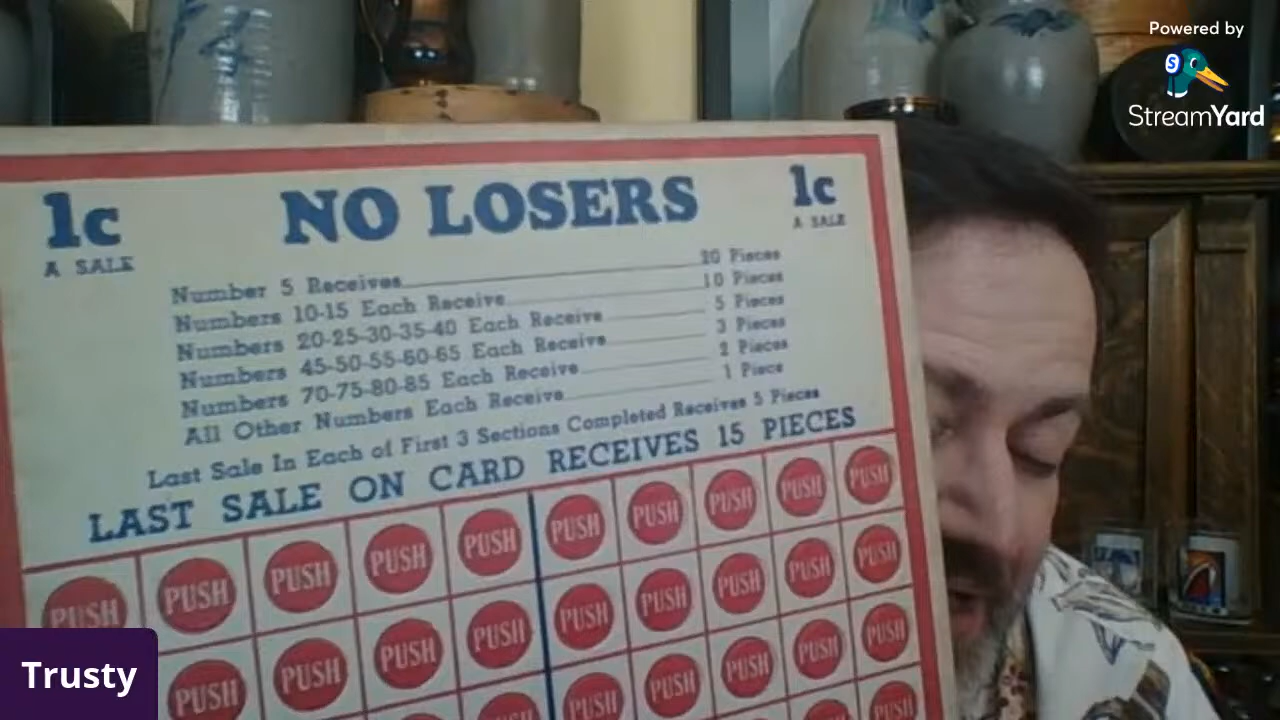 Powered by
StreamYard
1c NO LOSERS 1c
A SALE A SALE
Number 5 Receives 20 Pieces
Numbers 10-15 Each Receive 10 Pieces
Numbers 20-25-30-35-40 Each Receive 5 Pieces
Numbers 45-50-55-60-65 Each Receive 3 Pieces
Numbers 70-75-80-85 Each Receive 2 Pieces
All Other Numbers Each Receive 1 Piece
Last Sale In Each of First 3 Sections Completed Receives 5 Pieces
LAST SALE ON CARD RECEIVES 15 PIECES
PUSH PUSH PUSH PUSH PUSH PUSH PUSH PUSH PUSH PUSH
PUSH PUSH PUSH PUSH PUSH PUSH PUSH PUSH PUSH
PUSH PUSH PUSH PUSH PUSH PUSH
Trusty